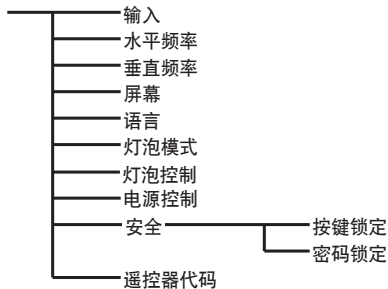 输入
水平频率
垂直频率
屏幕
语言
灯泡模式
灯泡控制
电源控制
安全
按键锁定
密码锁定
遥控器代码